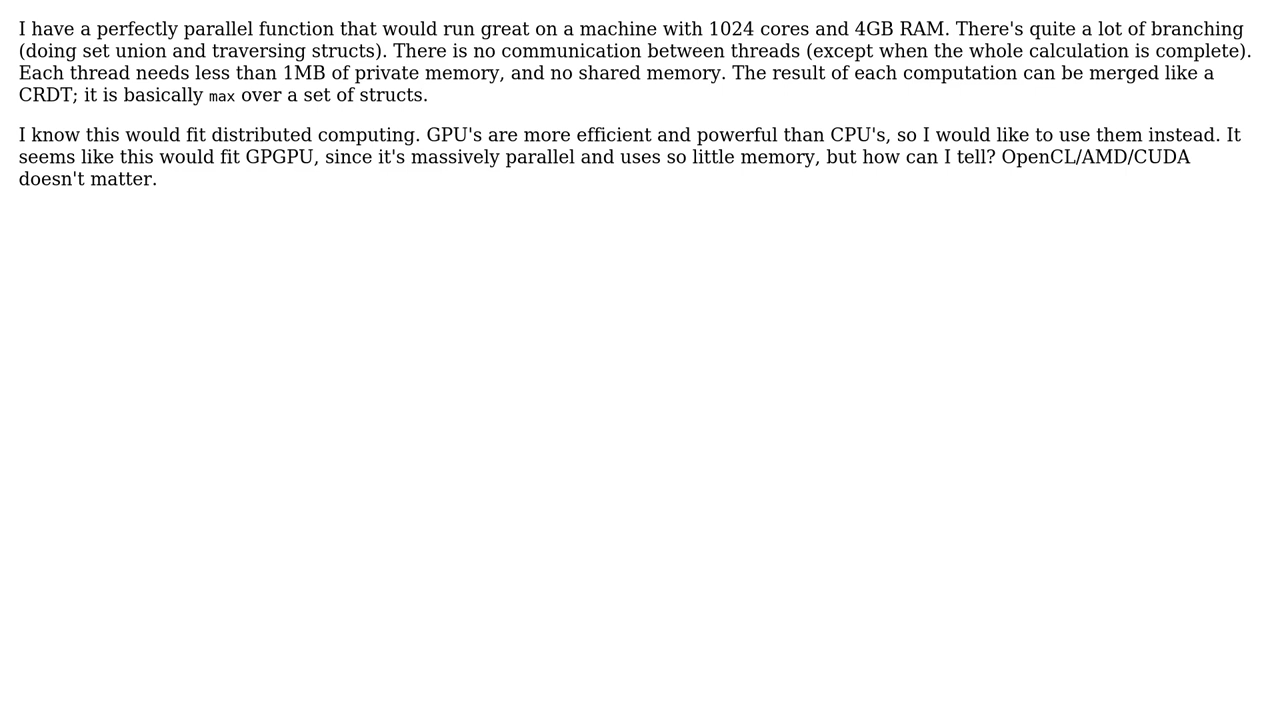 I have a perfectly parallel function that would run great on a machine with 1024 cores and 4GB RAM. There's quite a lot of branching
(doing set union and traversing structs). There is no communication between threads (except when the whole calculation is complete).
Each thread needs less than 1MB of private memory, and no shared memory. The result of each computation can be merged like a
CRDT; it is basically max over a set of structs.
I know this would fit distributed computing. GPU's are more efficient and powerful than CPU's, so I would like to use them instead. It
seems like this would fit GPGPU, since it's massively parallel and uses so little memory, but how can I tell? OpenCL/AMD/CUDA
doesn't matter.